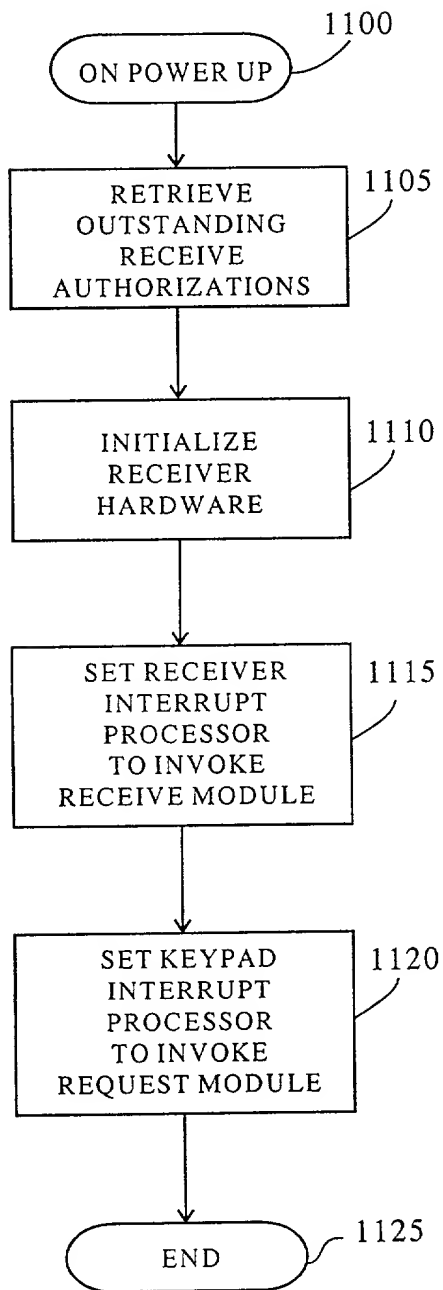 1100
ON POWER UP
1105
RETRIEVE
OUTSTANDING
RECEIVE
AUTHORIZATIONS
1110
INITIALIZE
RECEIVER
HARDWARE
1115
SET RECEIVER
INTERRUPT
PROCESSOR
TO INVOKE
RECEIVE MODULE
1120
SET KEYPAD
INTERRUPT
PROCESSOR
TO INVOKE
REQUEST MODULE
1125
END